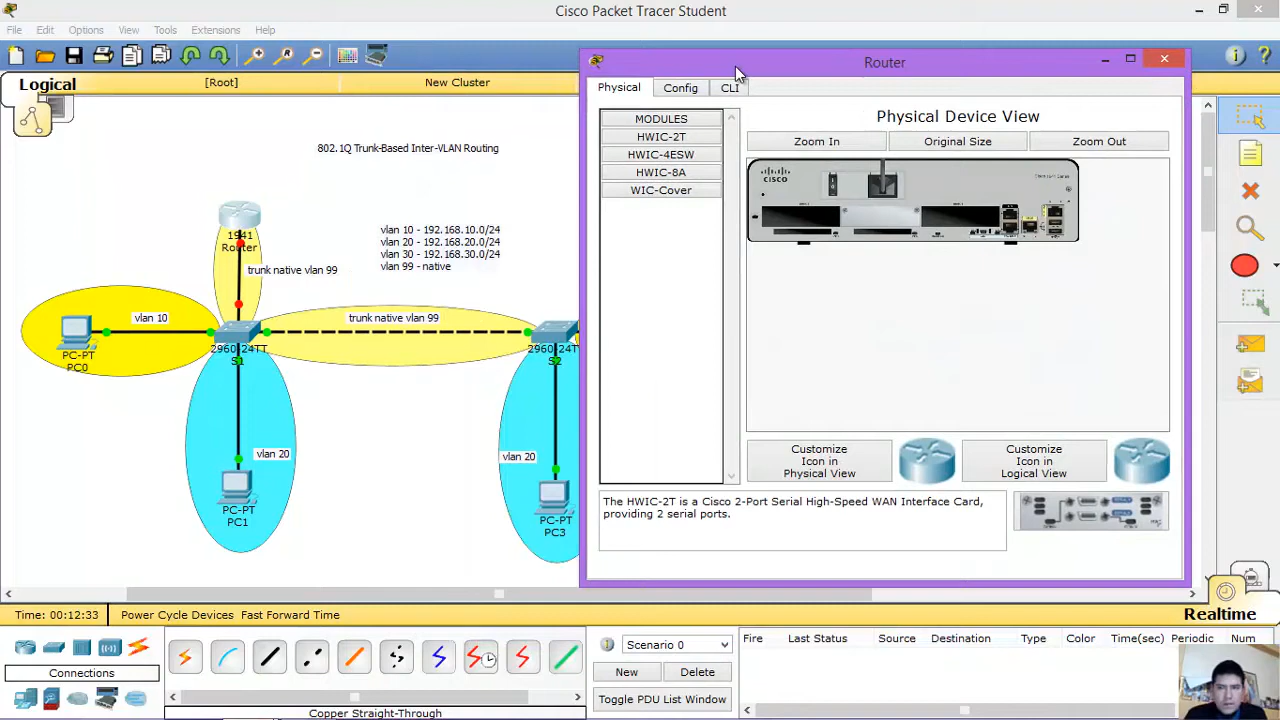 Cisco Packet Tracer Student
File Edit Options View Tools Extensions Help
Logical [Root] New Cluster
802.1Q Trunk-Based Inter-VLAN Routing
1941
Router
vlan 10 - 192.168.10.0/24
vlan 20 - 192.168.20.0/24
vlan 30 - 192.168.30.0/24
vlan 99 - native
trunk native vlan 99
vlan 10
trunk native vlan 99
PC-PT
PC0
2960-24TT
S1
2960-24TT
S2
vlan 20
vlan 20
PC-PT
PC1
PC-PT
PC3
Router
Physical Config CLI
MODULES
HWIC-2T
HWIC-4ESW
HWIC-8A
WIC-Cover
Physical Device View
Zoom In Original Size Zoom Out
CISCO
Customize
Icon in
Physical View
Customize
Icon in
Logical View
The HWIC-2T is a Cisco 2-Port Serial High-Speed WAN Interface Card,
providing 2 serial ports.
Time: 00:12:33 Power Cycle Devices Fast Forward Time
Realtime
Connections
Copper Straight-Through
Scenario 0
New Delete
Toggle PDU List Window
Fire Last Status Source Destination Type Color Time(sec) Periodic Num